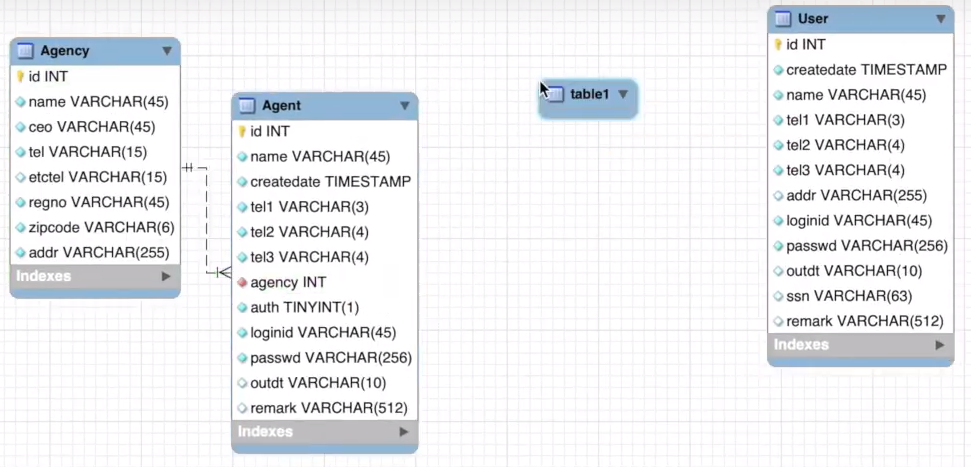 Agency
id INT
name VARCHAR(45)
ceo VARCHAR(45)
tel VARCHAR(15)
etctel VARCHAR(15)
regno VARCHAR(45)
zipcode VARCHAR(6)
addr VARCHAR(255)
Indexes
Agent
id INT
name VARCHAR(45)
createdate TIMESTAMP
tel1 VARCHAR(3)
tel2 VARCHAR(4)
tel3 VARCHAR(4)
agency INT
auth TINYINT(1)
loginid VARCHAR(45)
passwd VARCHAR(256)
outdt VARCHAR(10)
remark VARCHAR(512)
Indexes
table1
User
id INT
createdate TIMESTAMP
name VARCHAR(45)
tel1 VARCHAR(3)
tel2 VARCHAR(4)
tel3 VARCHAR(4)
addr VARCHAR(255)
loginid VARCHAR(45)
passwd VARCHAR(256)
outdt VARCHAR(10)
ssn VARCHAR(63)
remark VARCHAR(512)
Indexes